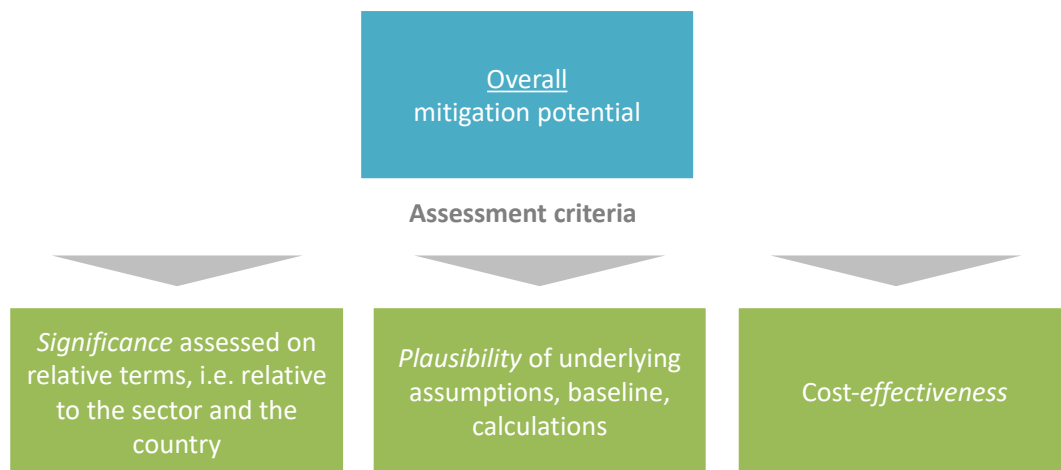 Overall
mitigation potential
Assessment criteria
Significance assessed on
relative terms, i.e. relative
to the sector and the
country
Plausibility of underlying
assumptions, baseline,
calculations
Cost-effectiveness